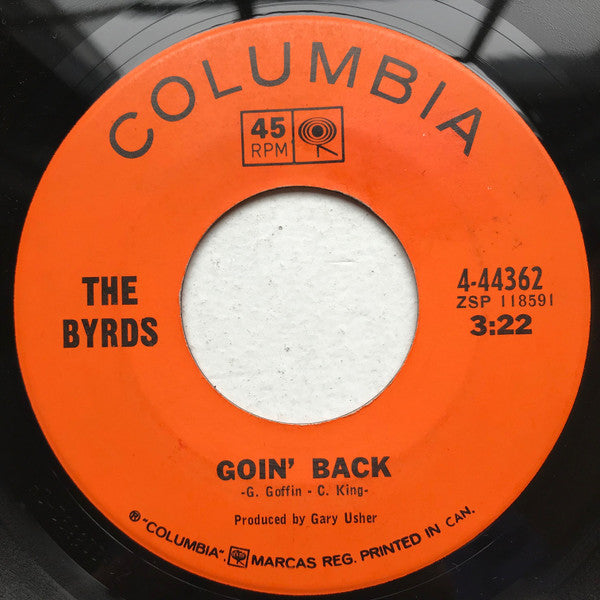 COLUMBIA
45
RPM
THE
BYRDS
4-44362
ZSP 118591
3:22
GOIN' BACK
-G. Goffin - C. King-
Produced by Gary Usher
® "COLUMBIA", MARCAS REG. PRINTED IN CAN.